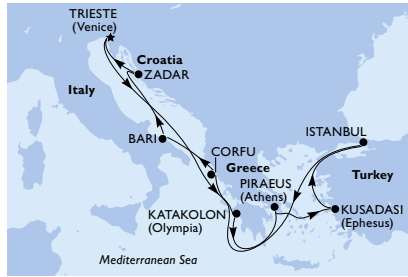 TRIESTE
(Venice)
Croatia
ZADAR
Italy
ISTANBUL
BARI
CORFU
Greece
PIRAEUS
(Athens)
Turkey
KATAKOLON
(Olympia)
KUSADASI
(Ephesus)
Mediterranean Sea